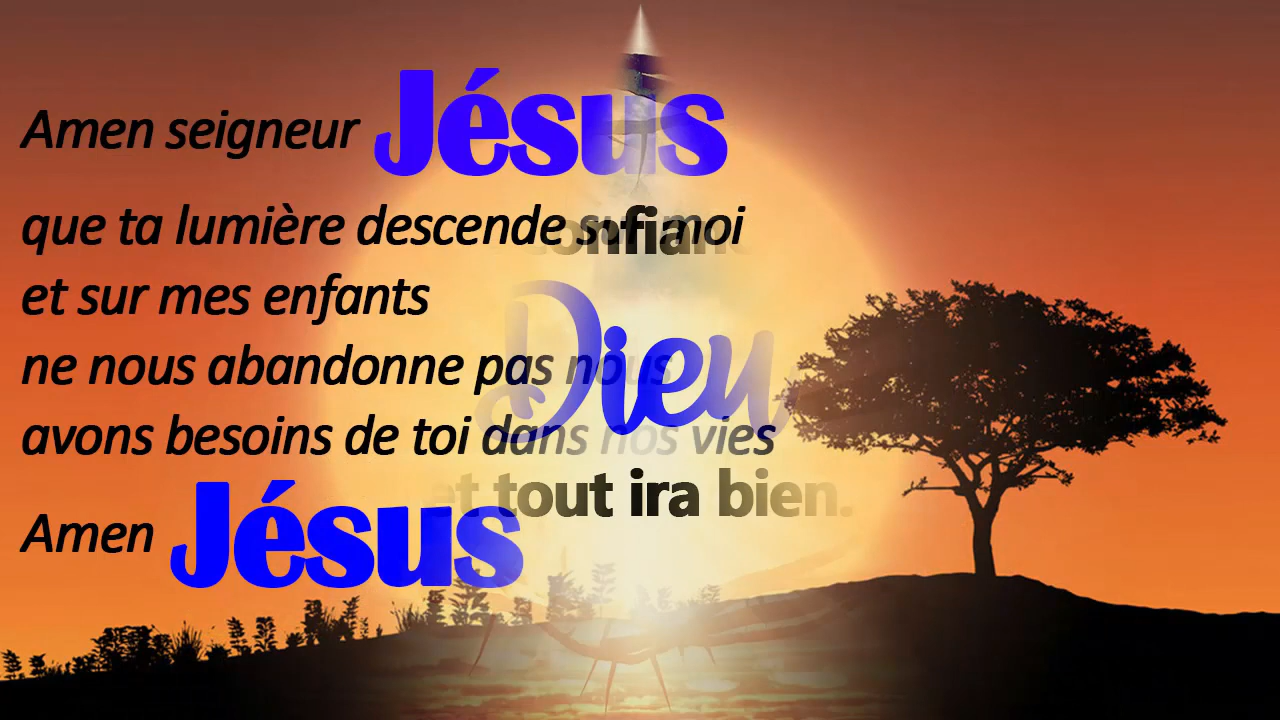 Amen seigneur Jésus
que ta lumière descende sur moi
et sur mes enfants
ne nous abandonne pas nous
avons besoins de toi dans nos vies
Amen Jésus
Dieu
et tout ira bien.